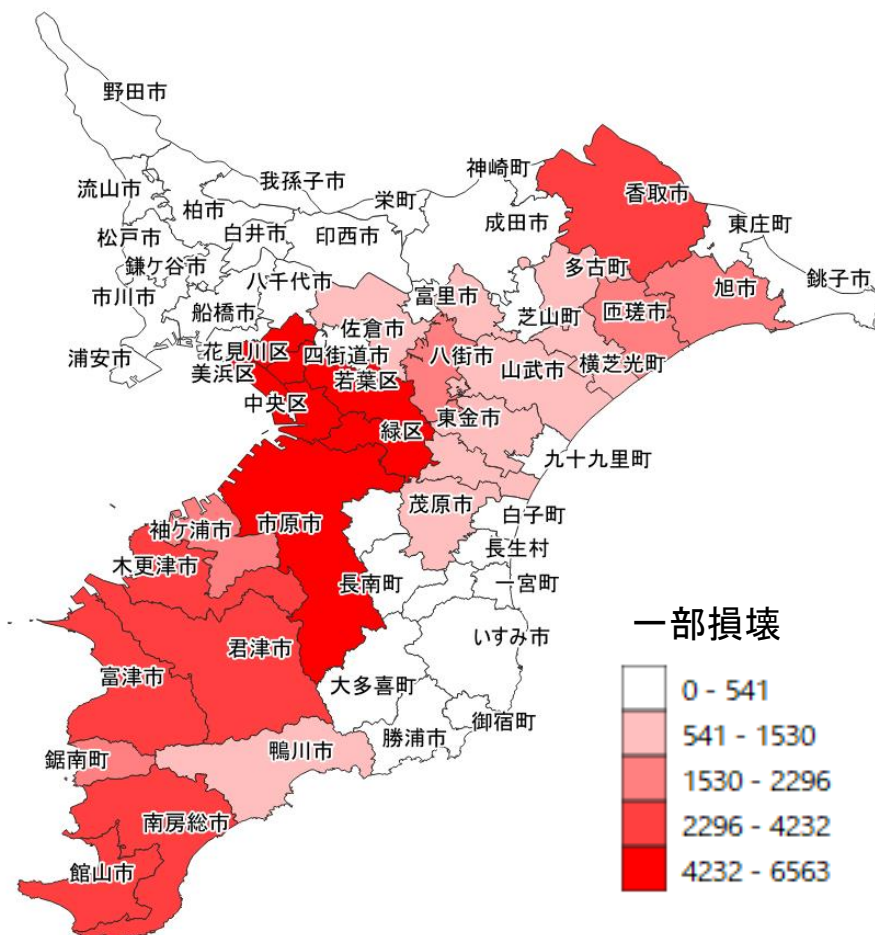 野田市
神崎町
香取市
流山市
我孫子市
栄町
柏市
成田市
東庄町
松戸市
白井市
印西市
鎌ケ谷市
八千代市
多古町
銚子市
市川市
船橋市
富里市
旭市
佐倉市
芝山町
匝瑳市
浦安市
花見川区
四街道市
八街市
美浜区
若葉区
山武市
横芝光町
中央区
東金市
緑区
九十九里町
茂原市
白子町
袖ケ浦市
市原市
長生村
木更津市
長南町
一宮町
君津市
いすみ市
富津市
大多喜町
御宿町
勝浦市
鋸南町
鴨川市
南房総市
館山市
一部損壊
0 - 541
541 - 1530
1530 - 2296
2296 - 4232
4232 - 6563